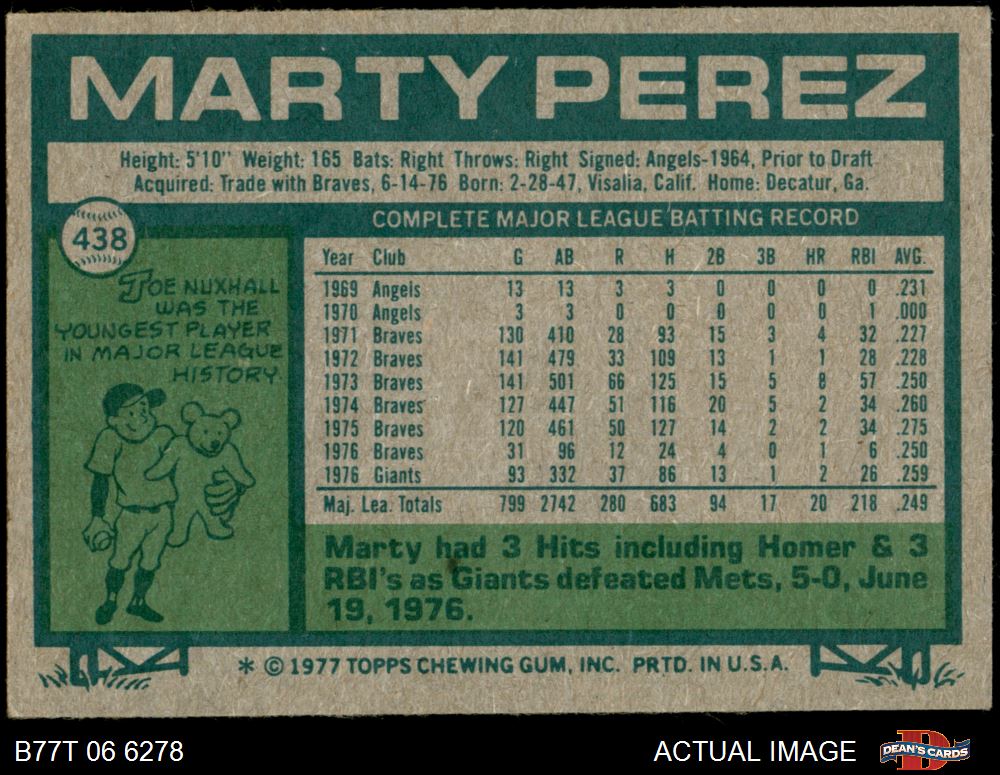 MARTY PEREZ
Height: 5'10" Weight: 165 Bats: Right Throws: Right Signed: Angels-1964, Prior to Draft
Acquired: Trade with Braves, 6-14-76 Born: 2-28-47, Visalia, Calif. Home: Decatur, Ga.
438
COMPLETE MAJOR LEAGUE BATTING RECORD
JOE NUXHALL
WAS THE
YOUNGEST PLAYER
IN MAJOR LEAGUE
HISTORY.
Year Club G AB R H 2B 3B HR RBI AVG.
1969 Angels 13 13 3 3 0 0 0 0 .231
1970 Angels 3 3 0 0 0 0 0 1 .000
1971 Braves 130 410 28 93 15 3 4 32 .227
1972 Braves 141 479 33 109 13 1 1 28 .228
1973 Braves 141 501 66 125 15 5 8 57 .250
1974 Braves 127 447 51 116 20 5 2 34 .260
1975 Braves 120 461 50 127 14 2 2 34 .275
1976 Braves 31 96 12 24 4 0 1 6 .250
1976 Giants 93 332 37 86 13 1 2 26 .259
Maj. Lea. Totals 799 2742 280 683 94 17 20 218 .249
Marty had 3 Hits including Homer & 3
RBI's as Giants defeated Mets, 5-0, June
19, 1976.
* © 1977 TOPPS CHEWING GUM, INC. PRTD. IN U.S.A.
B77T 06 6278
ACTUAL IMAGE
D
DEAN'S CARDS